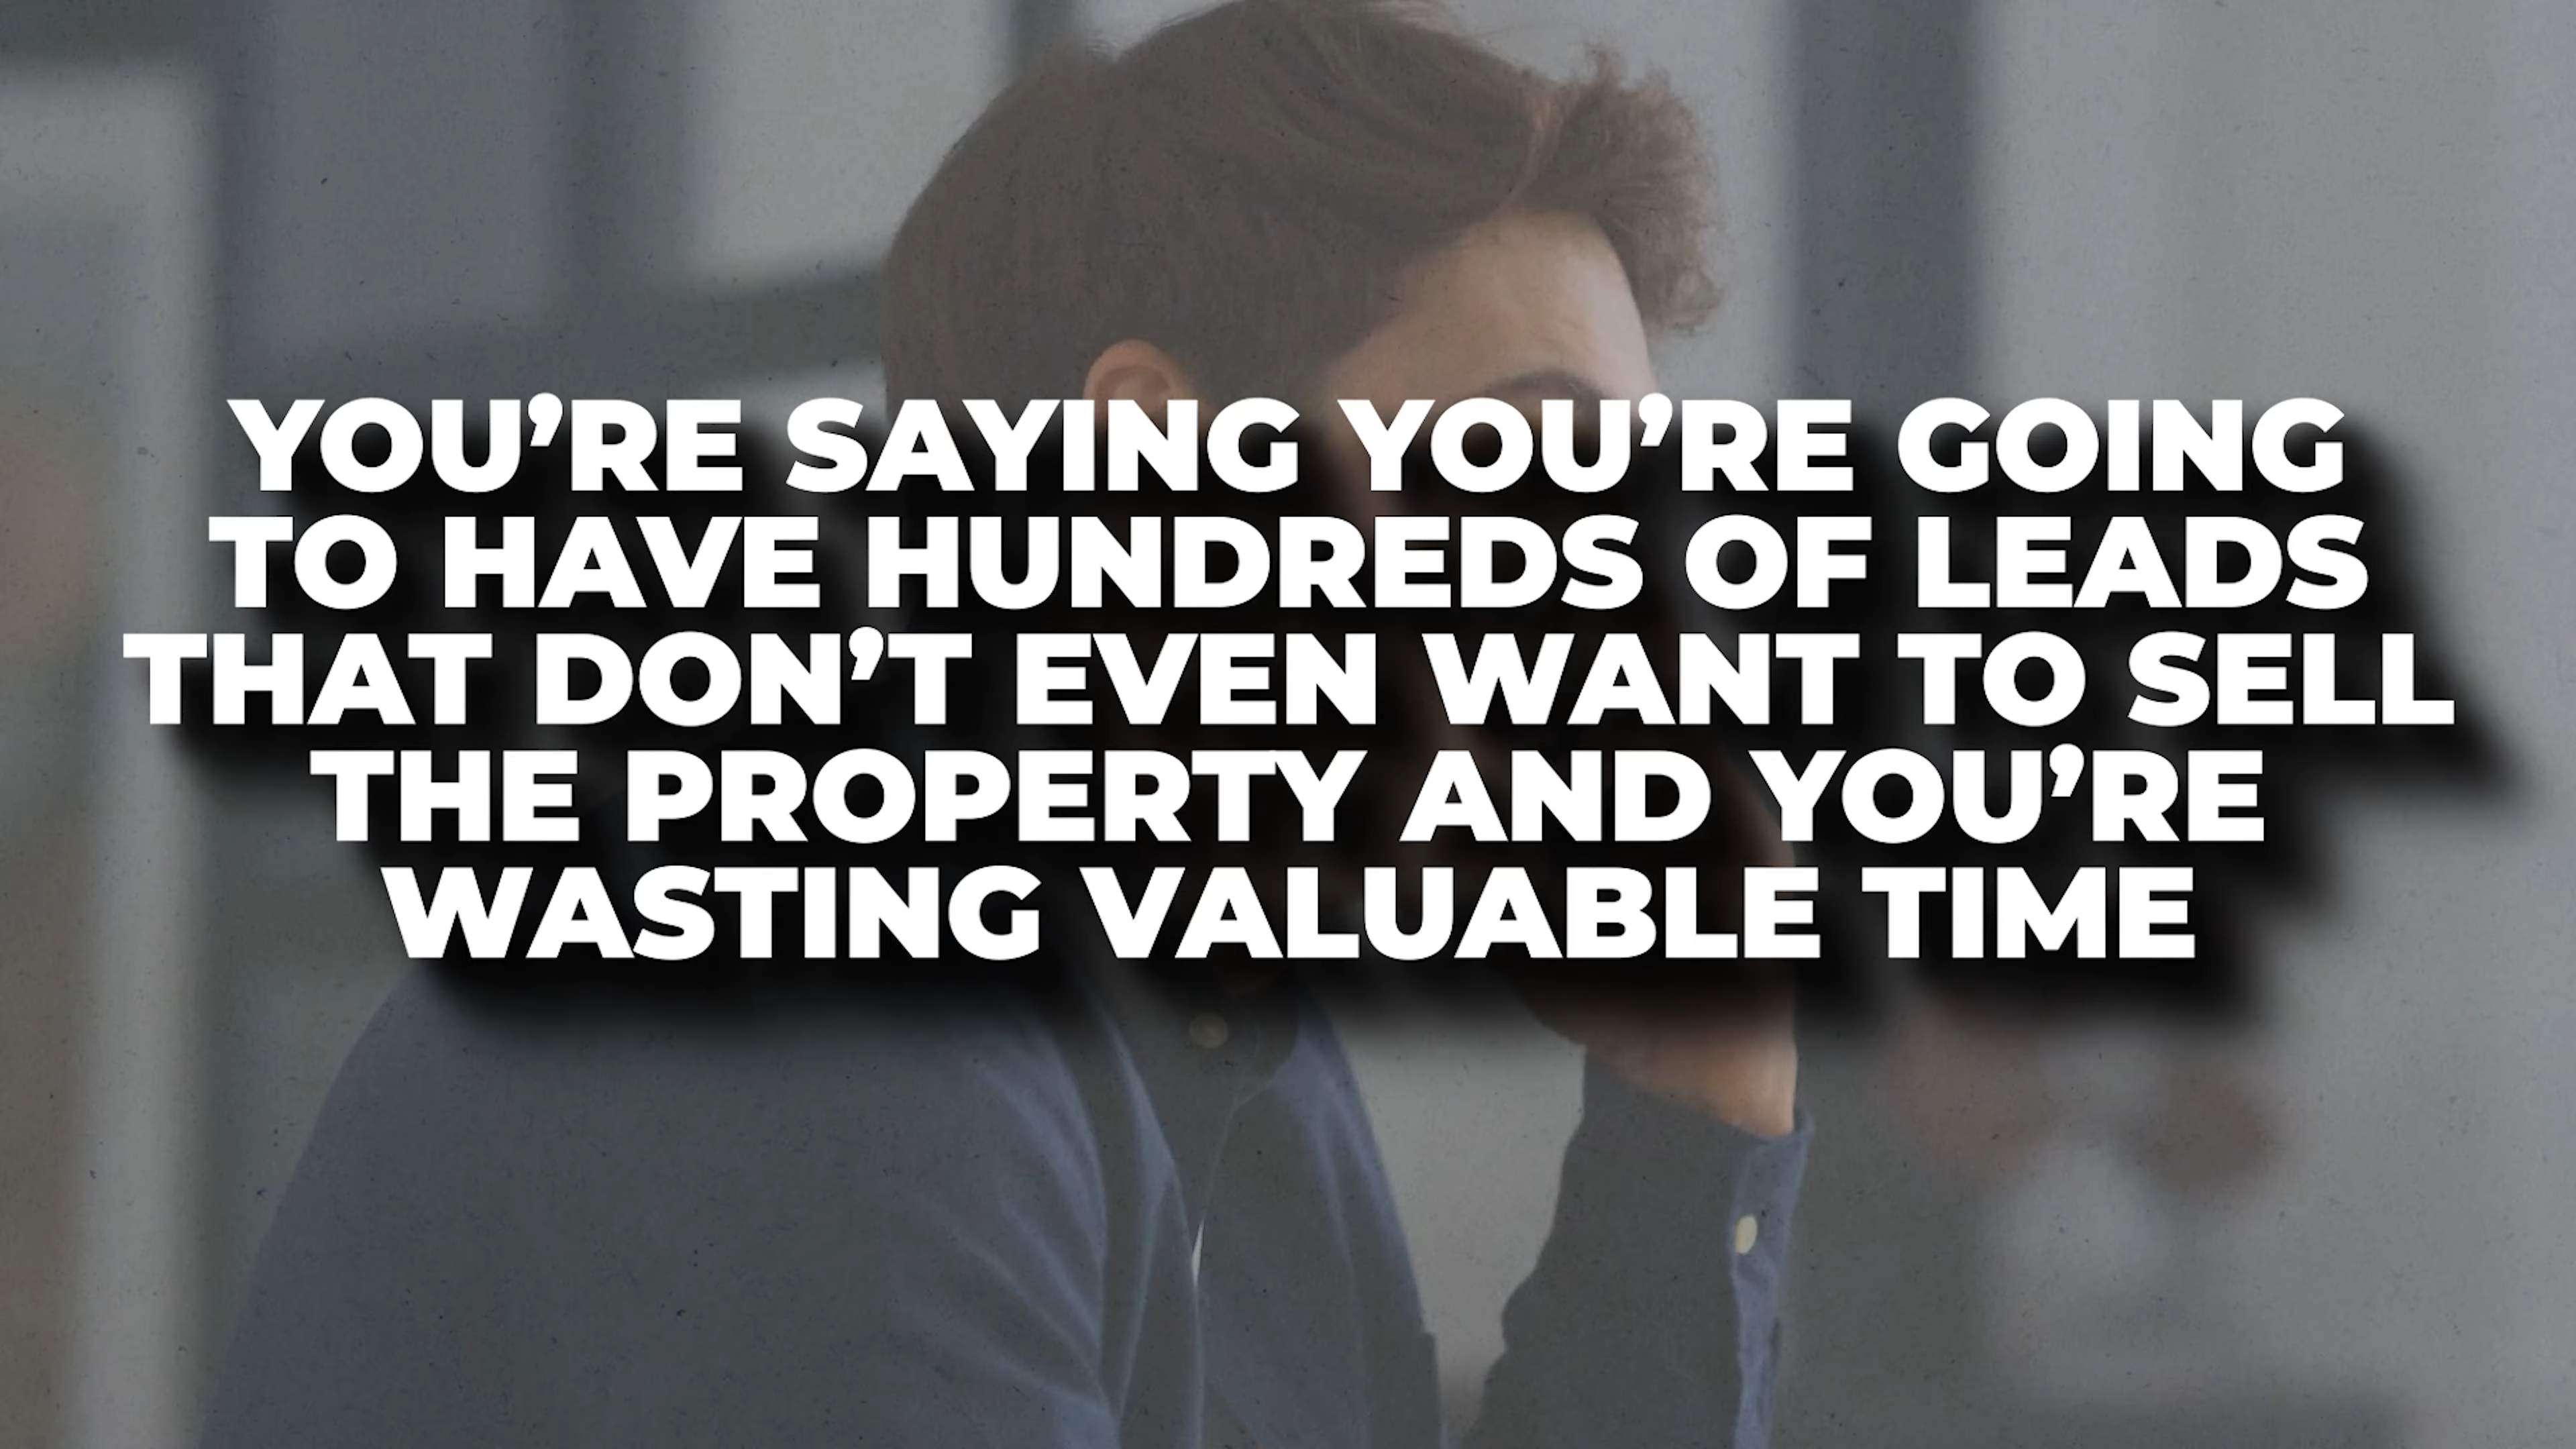 YOU’RE SAYING YOU’RE GOING
TO HAVE HUNDREDS OF LEADS
THAT DON’T EVEN WANT TO SELL
THE PROPERTY AND YOU’RE
WASTING VALUABLE TIME